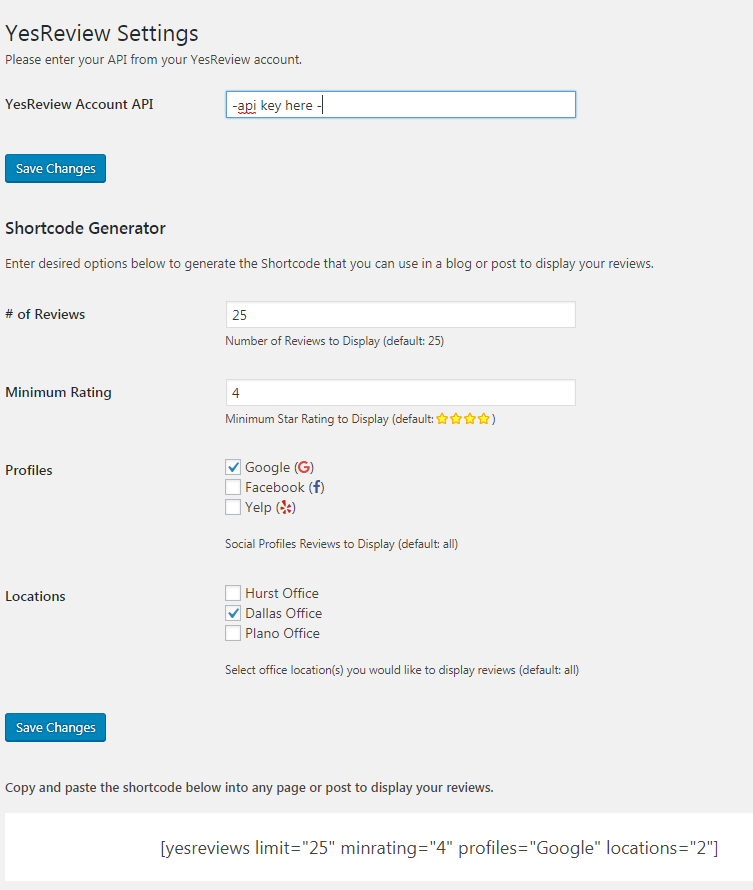 YesReview Settings
Please enter your API from your YesReview account.
YesReview Account API
-api key here -
Save Changes
Shortcode Generator
Enter desired options below to generate the Shortcode that you can use in a blog or post to display your reviews.
# of Reviews
25
Number of Reviews to Display (default: 25)
Minimum Rating
4
Minimum Star Rating to Display (default: ⭐⭐⭐⭐)
Profiles
Google (G)
Facebook (f)
Yelp ()
Social Profiles Reviews to Display (default: all)
Locations
Hurst Office
Dallas Office
Plano Office
Select office location(s) you would like to display reviews (default: all)
Save Changes
Copy and paste the shortcode below into any page or post to display your reviews.
[yesreviews limit="25" minrating="4" profiles="Google" locations="2"]